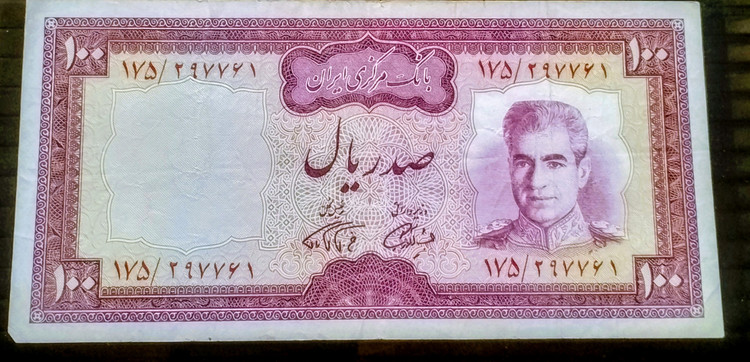 ۱۰۰ بانک مرکزی ایران ۱۰۰
۱۷۵/۲۹۷۷۶۱ ۱۷۵/۲۹۷۷۶۱
صد ریال
۱۷۵/۲۹۷۷۶۱ ۱۷۵/۲۹۷۷۶۱
۱۰۰ ۱۰۰